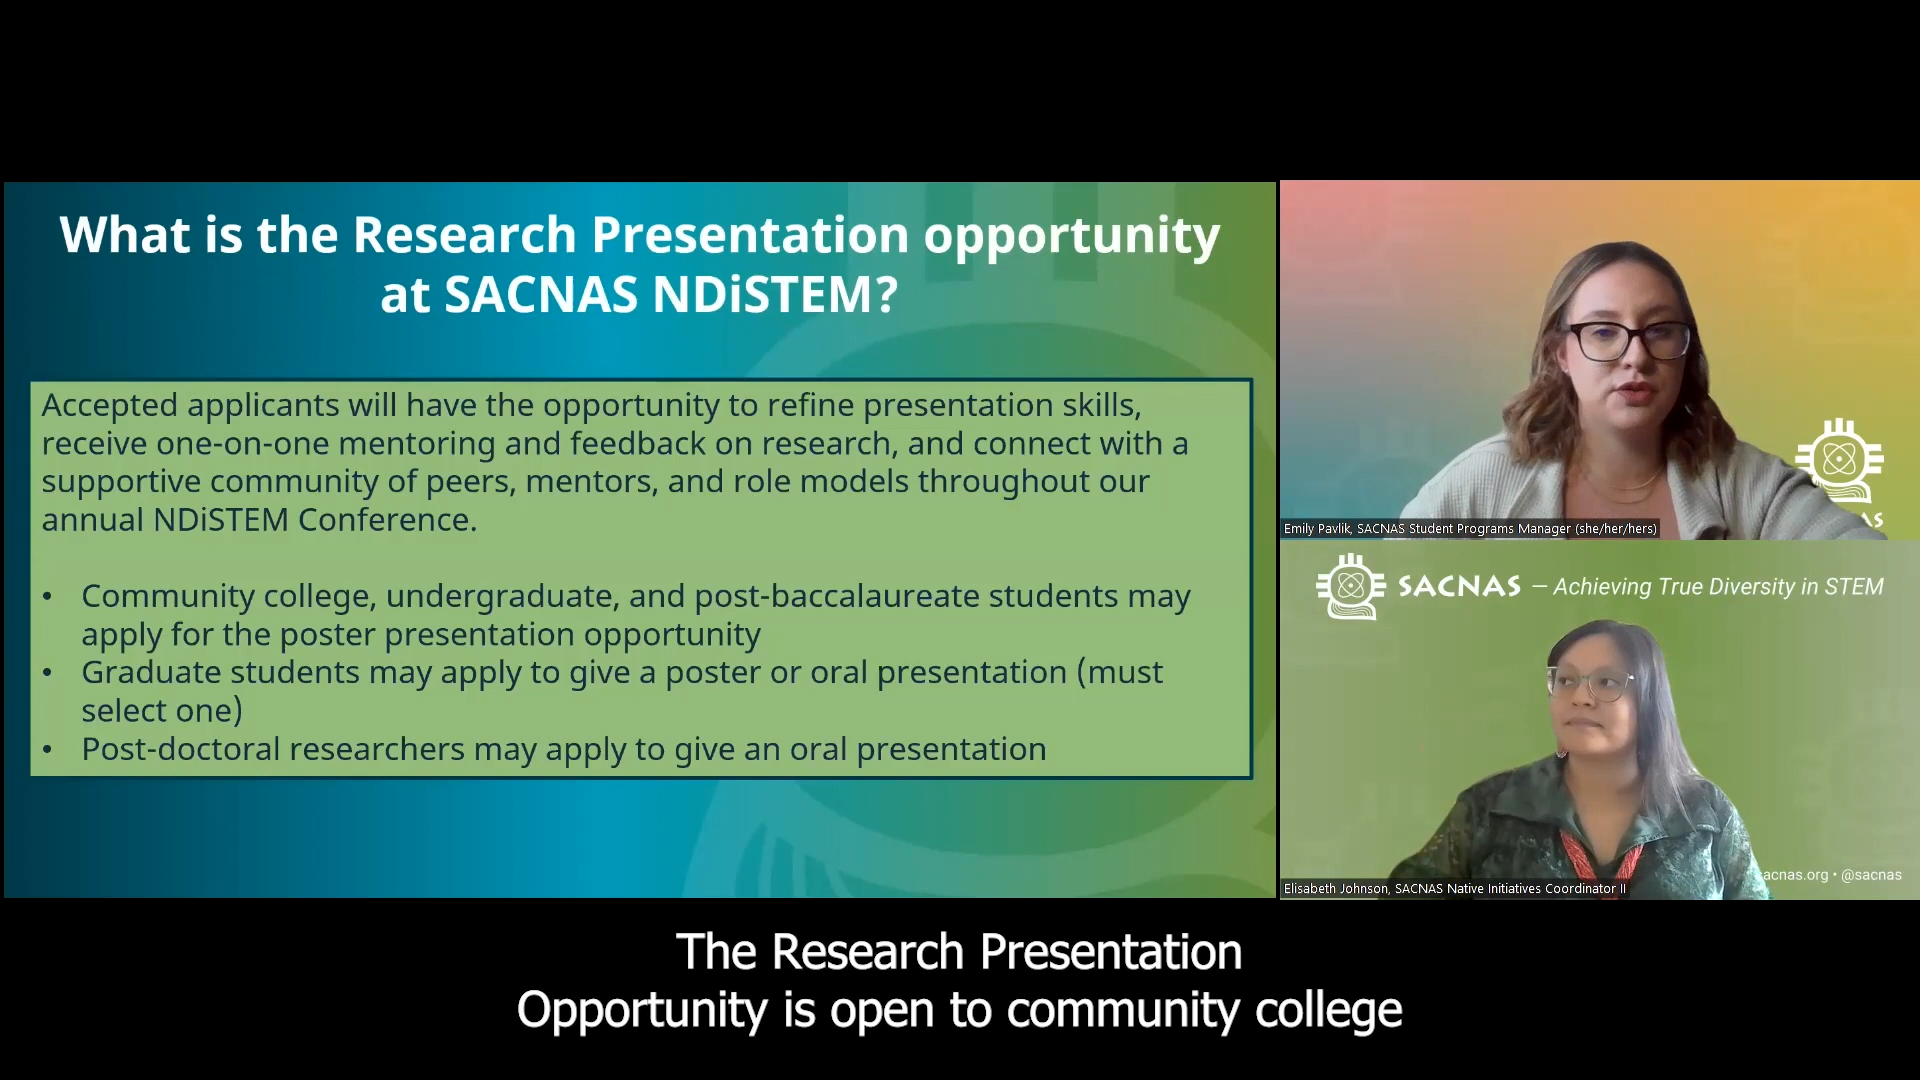 What is the Research Presentation opportunity
at SACNAS NDiSTEM?
Accepted applicants will have the opportunity to refine presentation skills,
receive one-on-one mentoring and feedback on research, and connect with a
supportive community of peers, mentors, and role models throughout our
annual NDiSTEM Conference.
• Community college, undergraduate, and post-baccalaureate students may
apply for the poster presentation opportunity
• Graduate students may apply to give a poster or oral presentation (must
select one)
• Post-doctoral researchers may apply to give an oral presentation
Emily Pavlik, SACNAS Student Programs Manager (she/her/hers)
SACNAS — Achieving True Diversity in STEM
sacnas.org • @sacnas
Elisabeth Johnson, SACNAS Native Initiatives Coordinator II
The Research Presentation
Opportunity is open to community college